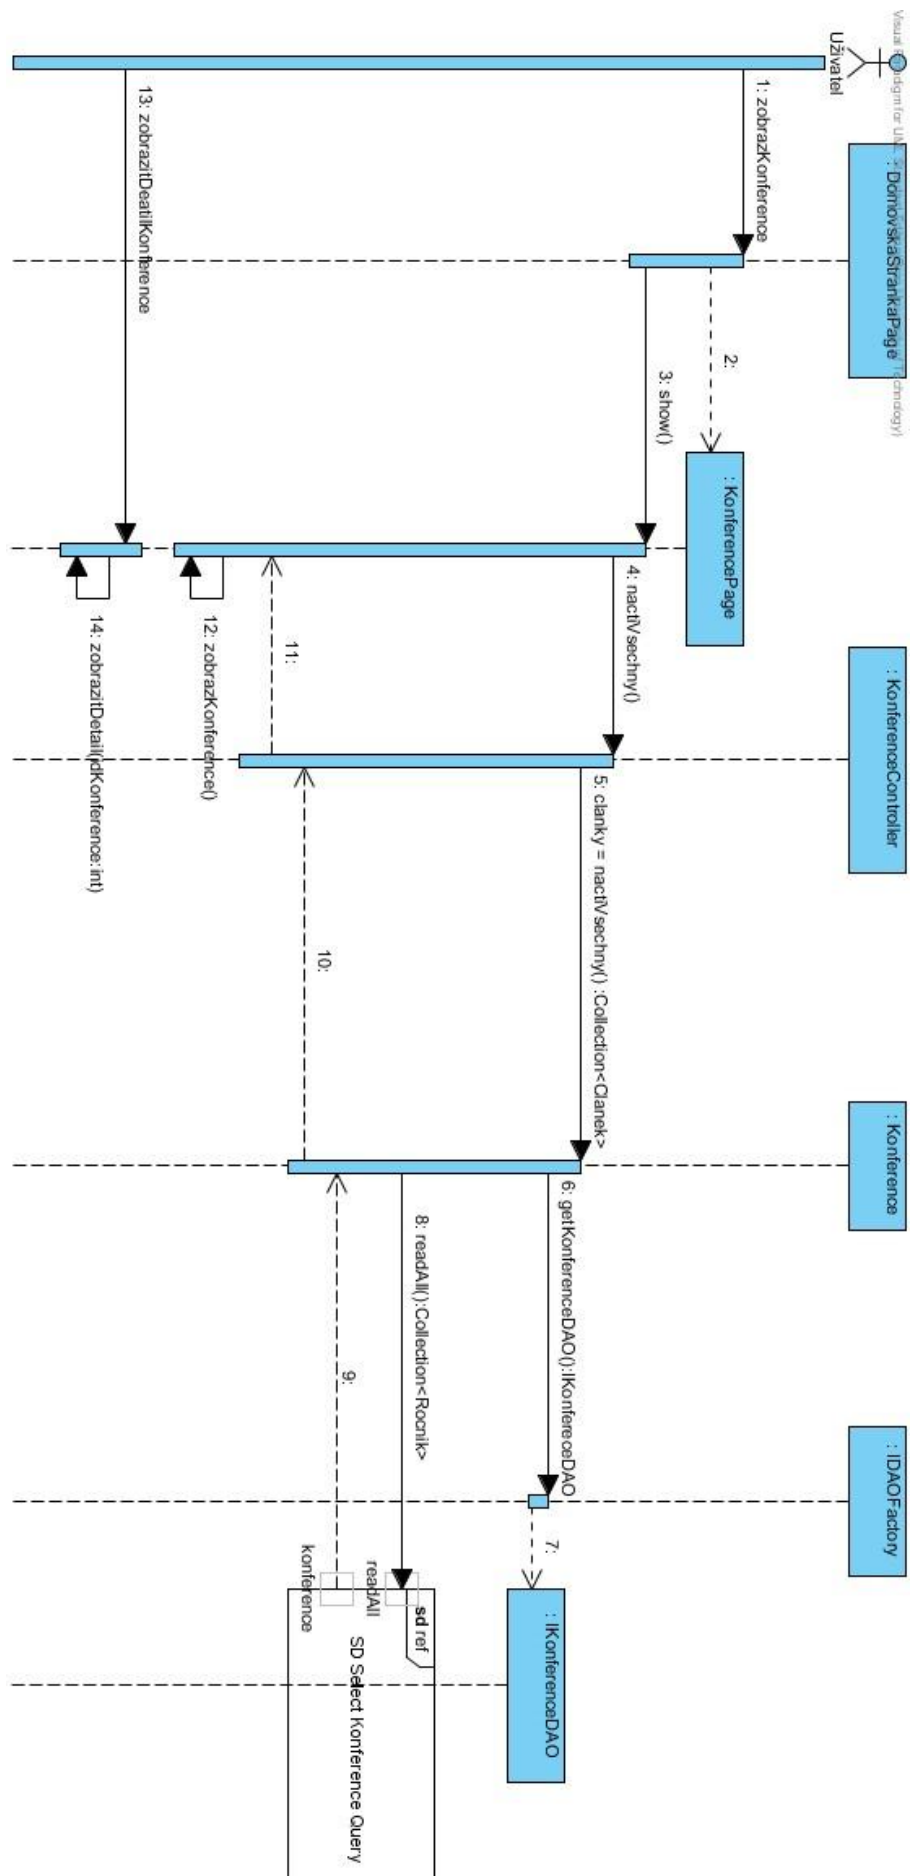 Uživatel
: DomovskaStrankaPage
: KonferencePage
: KonferenceController
: Konference
: IDAOFactory
: IKonferenceDAO
1: zobrazKonference
2:
3: show()
4: nactiVsechny()
5: clanky = nactiVsechny() :Collection<Clanek>
6: getKonferenceDAO():IKonfereceDAO
7:
sd ref
SD Select Konference Query
readAll
8: readAll():Collection<Rocnik>
9:
konference
10:
11:
12: zobrazKonference()
13: zobrazitDeatilKonference
14: zobrazitDetail(idKonference:int)